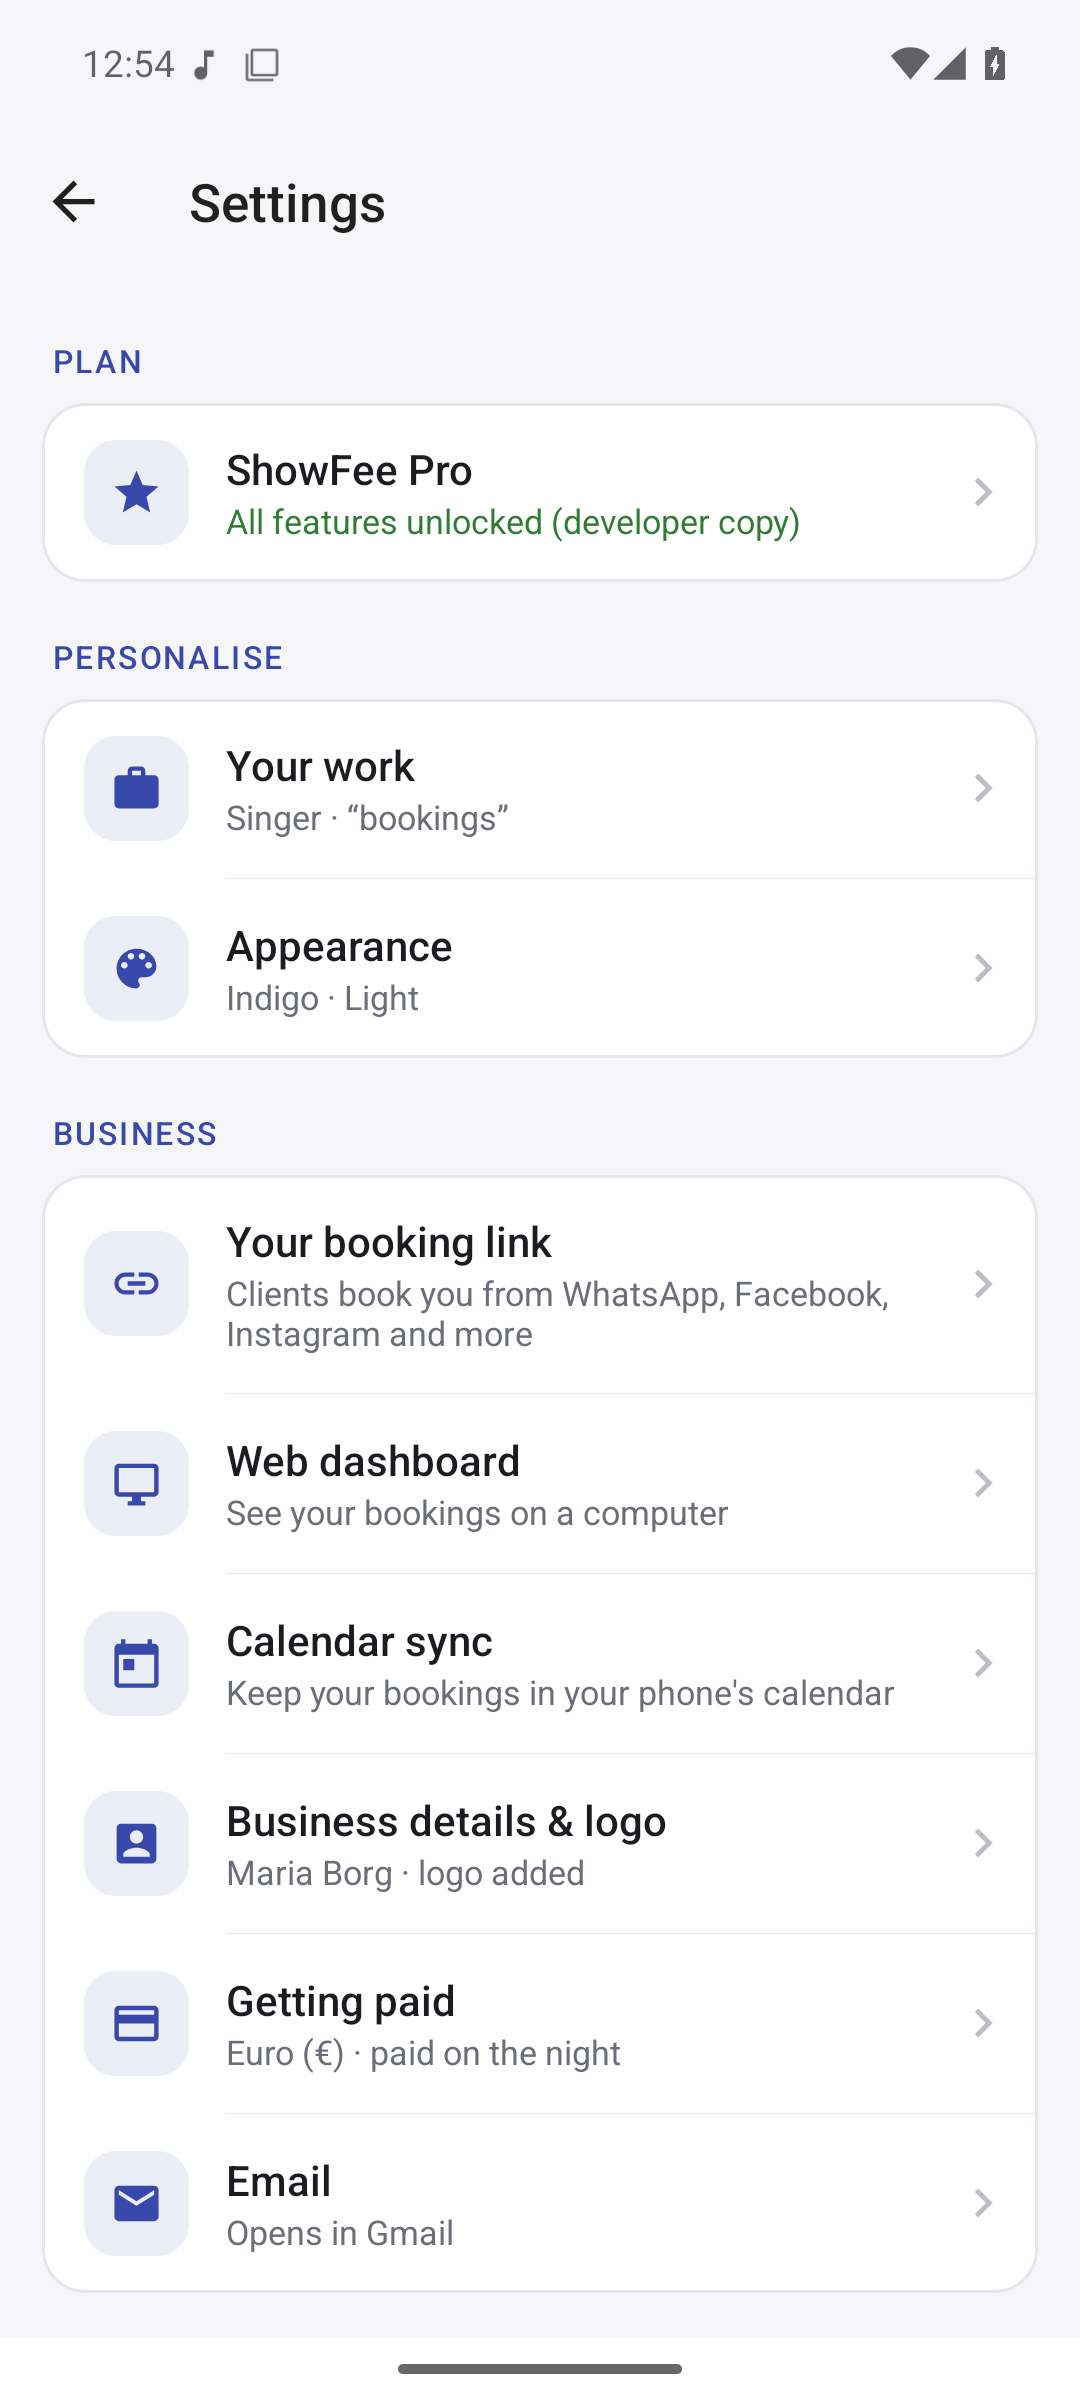 12:54
Settings
PLAN
ShowFee Pro
All features unlocked (developer copy)
PERSONALISE
Your work
Singer · “bookings”
Appearance
Indigo · Light
BUSINESS
Your booking link
Clients book you from WhatsApp, Facebook,
Instagram and more
Web dashboard
See your bookings on a computer
Calendar sync
Keep your bookings in your phone's calendar
Business details & logo
Maria Borg · logo added
Getting paid
Euro (€) · paid on the night
Email
Opens in Gmail